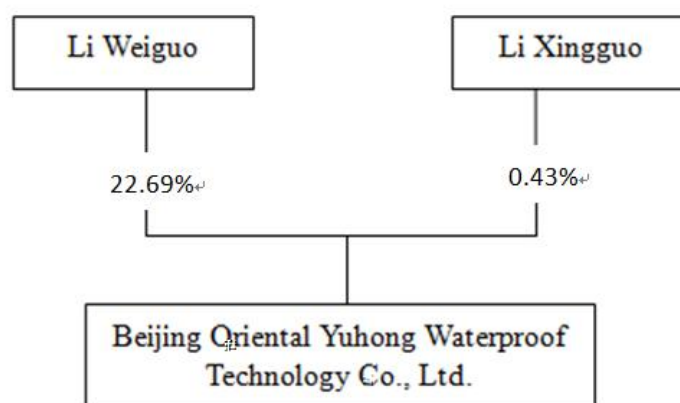 Li Weiguo
Li Xingguo
22.69%
0.43%
Beijing Oriental Yuhong Waterproof
Technology Co., Ltd.